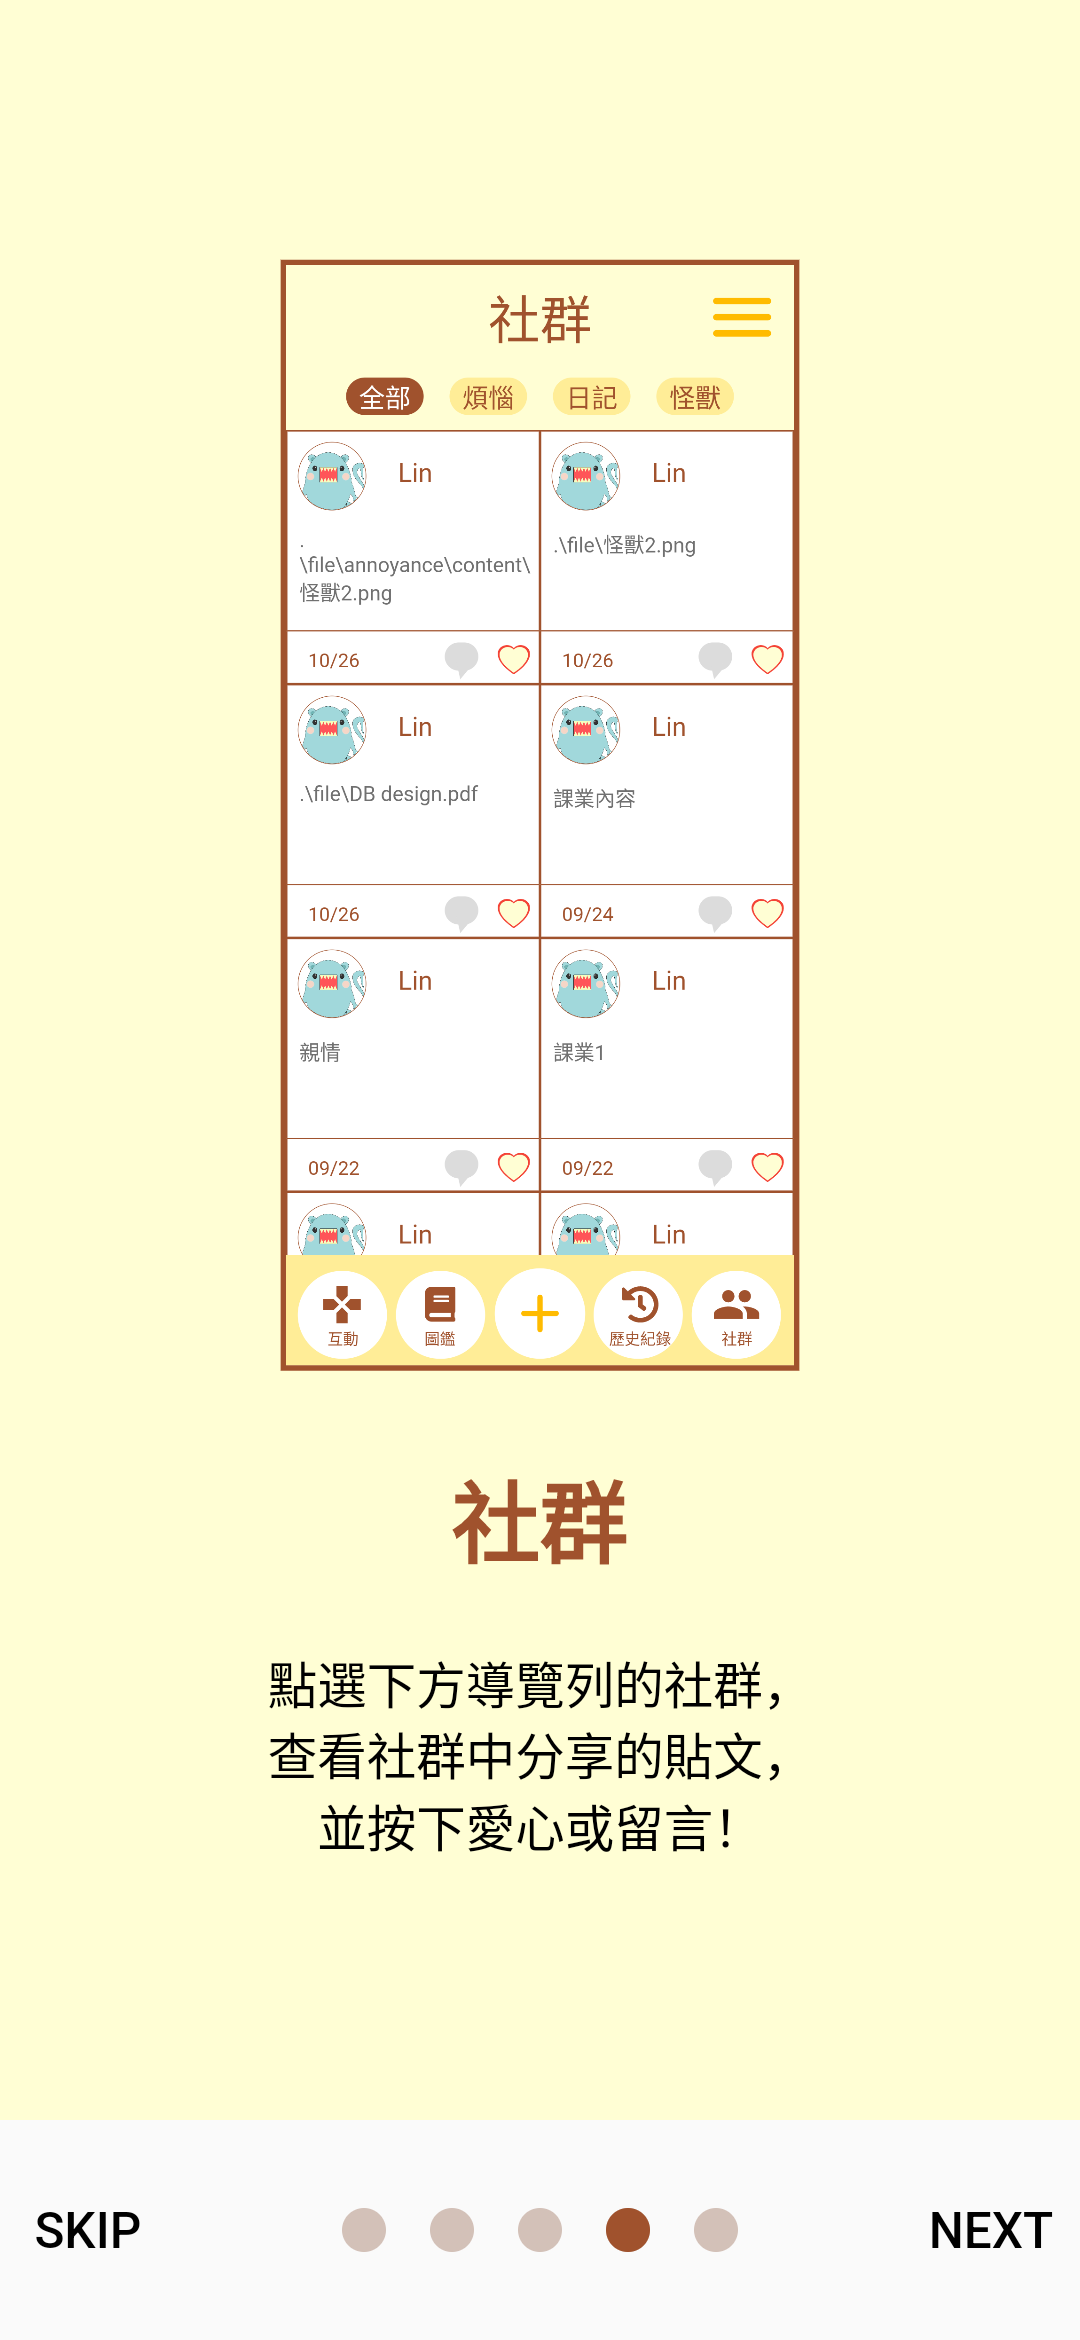 社群
全部 煩惱 日記 怪獸
Lin
.
\file\annoyance\content\
怪獸2.png
10/26
Lin
.\file\怪獸2.png
10/26
Lin
.\file\DB design.pdf
10/26
Lin
課業內容
09/24
Lin
親情
09/22
Lin
課業1
09/22
Lin
Lin
互動 圖鑑 歷史紀錄 社群
社群
點選下方導覽列的社群，
查看社群中分享的貼文，
並按下愛心或留言！
SKIP NEXT